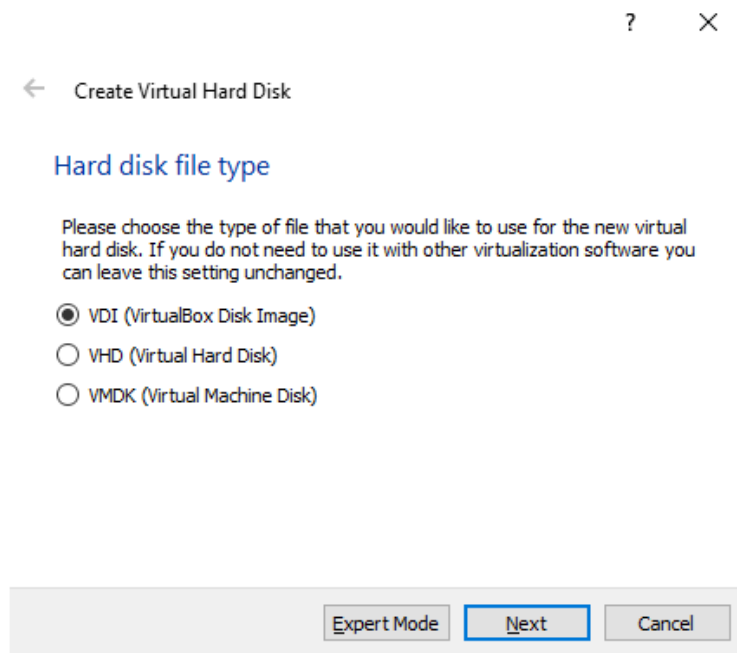 ?
Create Virtual Hard Disk
Hard disk file type
Please choose the type of file that you would like to use for the new virtual
hard disk. If you do not need to use it with other virtualization software you
can leave this setting unchanged.
VDI (VirtualBox Disk Image)
VHD (Virtual Hard Disk)
VMDK (Virtual Machine Disk)
Expert Mode Next Cancel